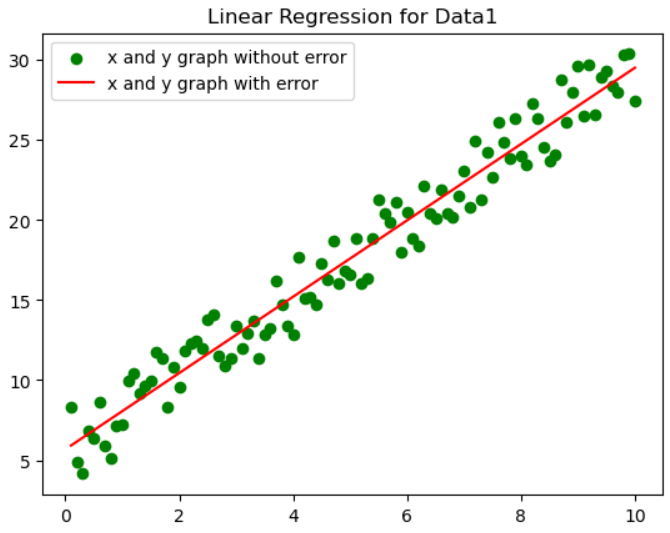 Linear Regression for Data1
x and y graph without error
x and y graph with error
30
25
20
15
10
5
0 2 4 6 8 10